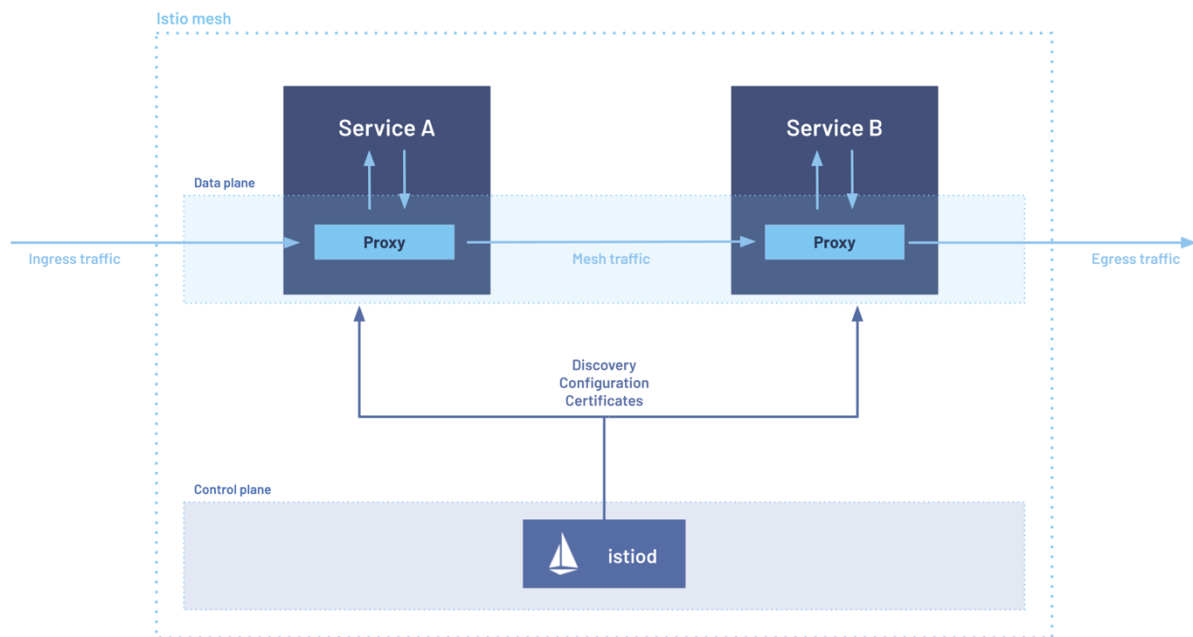 Istio mesh
Service A
Service B
Data plane
Proxy
Proxy
Ingress traffic
Mesh traffic
Egress traffic
Discovery
Configuration
Certificates
Control plane
istiod